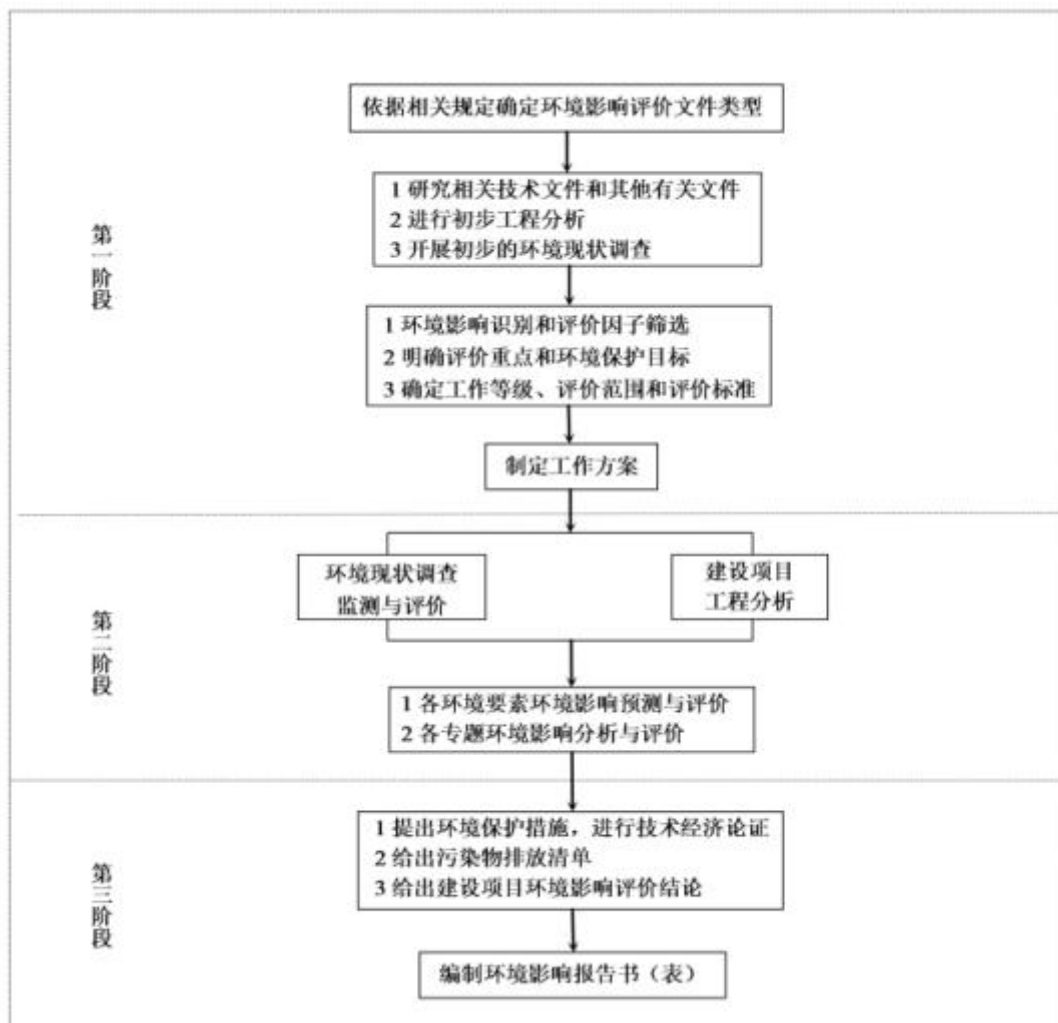 依据相关规定确定环境影响评价文件类型
1 研究相关技术文件和其他有关文件
2 进行初步工程分析
3 开展初步的环境现状调查
第一阶段
1 环境影响识别和评价因子筛选
2 明确评价重点和环境保护目标
3 确定工作等级、评价范围和评价标准
制定工作方案
环境现状调查
监测与评价
建设项目
工程分析
第二阶段
1 各环境要素环境影响预测与评价
2 各专题环境影响分析与评价
1 提出环境保护措施，进行技术经济论证
2 给出污染物排放清单
3 给出建设项目环境影响评价结论
第三阶段
编制环境影响报告书（表）